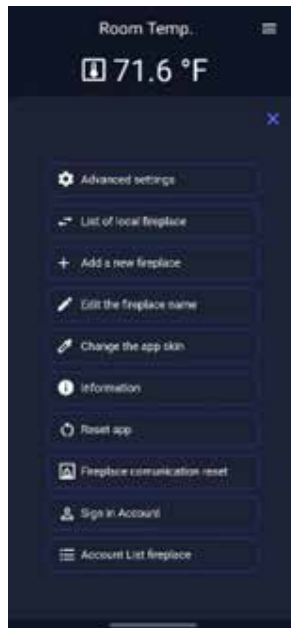 Room Temp.
71.6 °F
Advanced settings
List of local fireplace
Add a new fireplace
Edit the fireplace name
Change the app skin
Information
Reset app
Fireplace comunication reset
Sign in Account
Account List fireplace